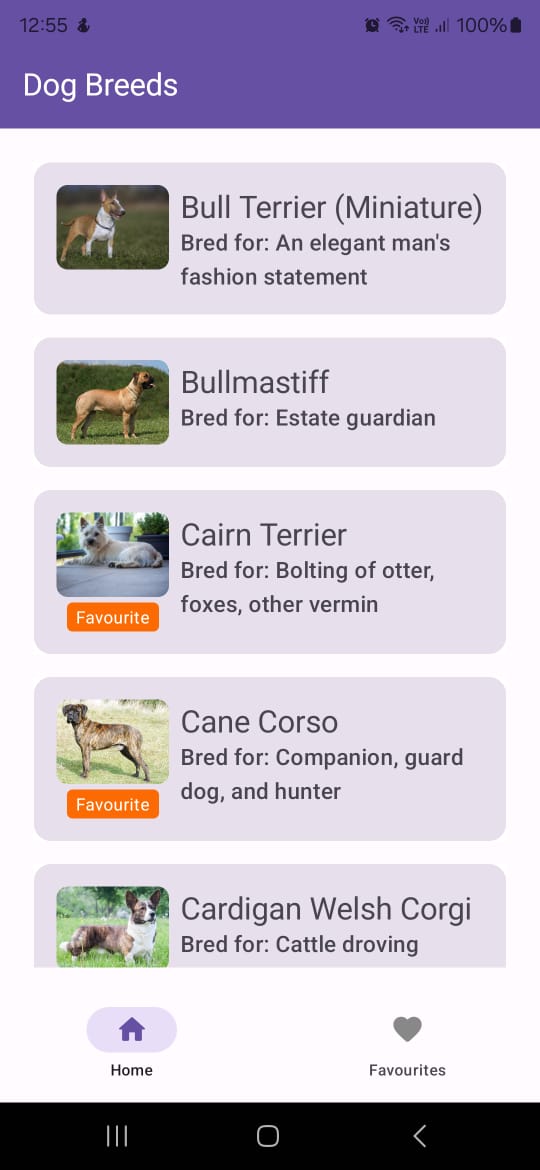 12:55
Vo)) LTE 100%
Dog Breeds
Bull Terrier (Miniature)
Bred for: An elegant man's
fashion statement
Bullmastiff
Bred for: Estate guardian
Cairn Terrier
Bred for: Bolting of otter,
foxes, other vermin
Favourite
Cane Corso
Bred for: Companion, guard
dog, and hunter
Favourite
Cardigan Welsh Corgi
Bred for: Cattle droving
Home
Favourites